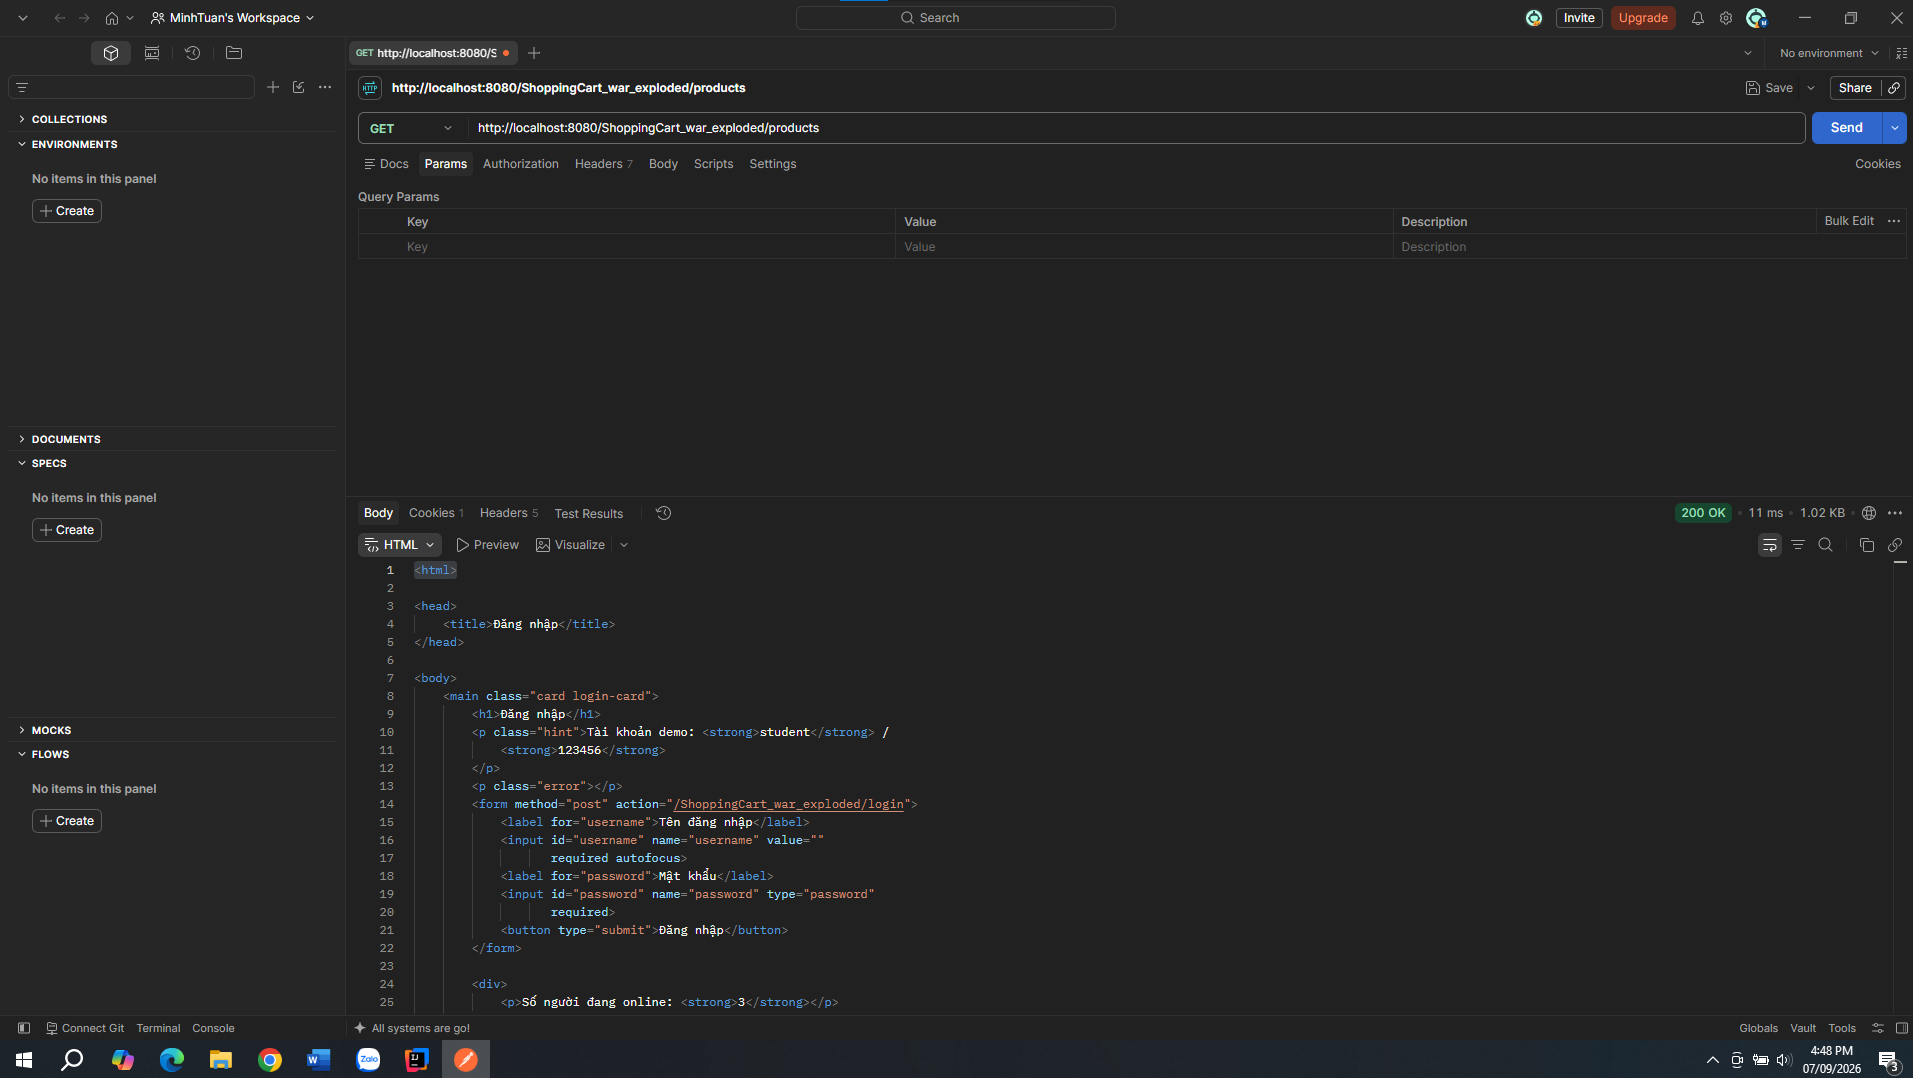 MinhTuan's Workspace
Search
Invite
Upgrade
GET http://localhost:8080/S
No environment
HTTP
http://localhost:8080/ShoppingCart_war_exploded/products
Save
Share
COLLECTIONS
ENVIRONMENTS
No items in this panel
Create
GET
http://localhost:8080/ShoppingCart_war_exploded/products
Send
Docs
Params
Authorization
Headers 7
Body
Scripts
Settings
Cookies
Query Params
Key Value Description Bulk Edit
Key Value Description
DOCUMENTS
SPECS
No items in this panel
Create
MOCKS
FLOWS
No items in this panel
Create
Body Cookies 1 Headers 5 Test Results
200 OK • 11 ms • 1.02 KB •
HTML Preview Visualize
1 <html>
2
3 <head>
4 <title>Đăng nhập</title>
5 </head>
6
7 <body>
8 <main class="card login-card">
9 <h1>Đăng nhập</h1>
10 <p class="hint">Tài khoản demo: <strong>student</strong> /
11 <strong>123456</strong>
12 </p>
13 <p class="error"></p>
14 <form method="post" action="/ShoppingCart_war_exploded/login">
15 <label for="username">Tên đăng nhập</label>
16 <input id="username" name="username" value=""
17 required autofocus>
18 <label for="password">Mật khẩu</label>
19 <input id="password" name="password" type="password"
20 required>
21 <button type="submit">Đăng nhập</button>
22 </form>
23
24 <div>
25 <p>Số người đang online: <strong>3</strong></p>
Connect Git Terminal Console
All systems are go!
Globals Vault Tools
Zalo
4:48 PM
07/09/2026
3